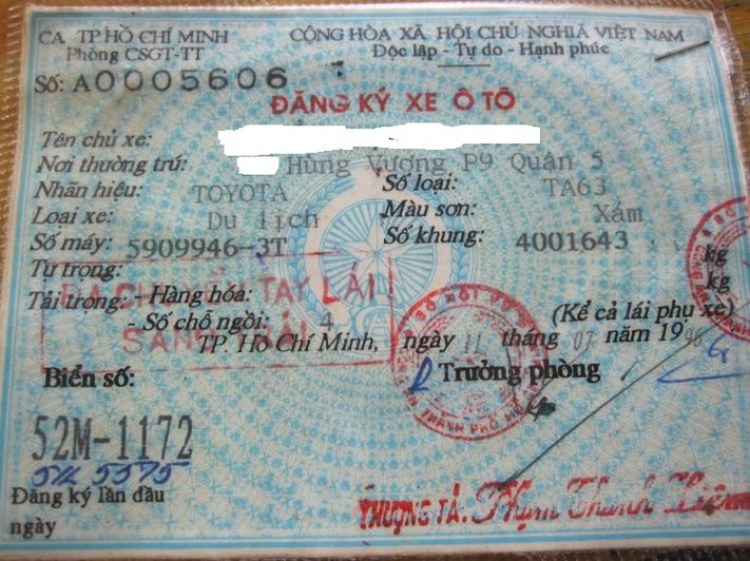 CA TP HỒ CHÍ MINH
Phòng CSGT-TT
CỘNG HÒA XÃ HỘI CHỦ NGHĨA VIỆT NAM
Độc lập - Tự do - Hạnh phúc
Số: A0005606
ĐĂNG KÝ XE Ô TÔ
Tên chủ xe:
Nơi thường trú: Hùng Vương P9 Quận 5
Nhãn hiệu: TOYOTA Số loại: TA63
Loại xe: Du lịch Màu sơn: Xám
Số máy: 5909946-3T Số khung: 4001643
Tự trọng: kg
Tải trọng: - Hàng hóa: kg
TAY LÁI
- Số chỗ ngồi: 4 (Kể cả lái phụ xe)
SANG
TP. Hồ Chí Minh, ngày 11 tháng 07 năm 1996
Biển số: Trưởng phòng
52M-1172
Đăng ký lần đầu
ngày
THƯỢNG TÁ: Phạm Thanh